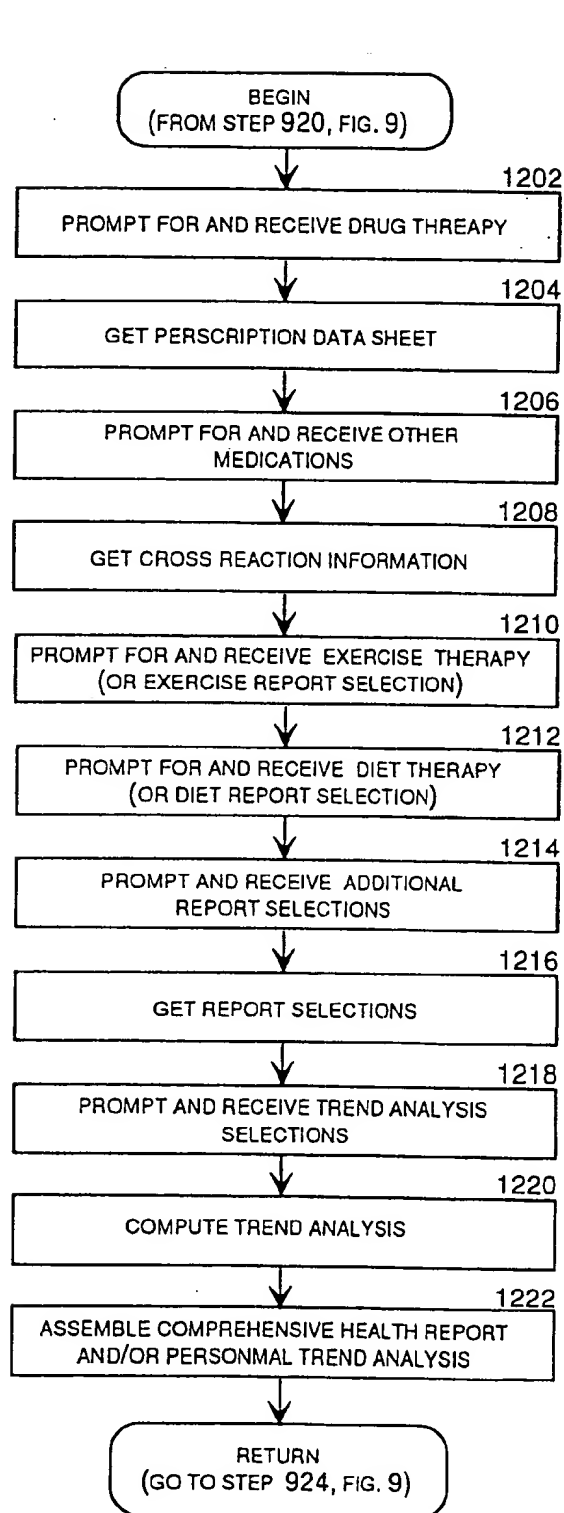 BEGIN
(FROM STEP 920, FIG. 9)
1202
PROMPT FOR AND RECEIVE DRUG THREAPY
1204
GET PERSCRIPTION DATA SHEET
1206
PROMPT FOR AND RECEIVE OTHER
MEDICATIONS
1208
GET CROSS REACTION INFORMATION
1210
PROMPT FOR AND RECEIVE EXERCISE THERAPY
(OR EXERCISE REPORT SELECTION)
1212
PROMPT FOR AND RECEIVE DIET THERAPY
(OR DIET REPORT SELECTION)
1214
PROMPT AND RECEIVE ADDITIONAL
REPORT SELECTIONS
1216
GET REPORT SELECTIONS
1218
PROMPT AND RECEIVE TREND ANALYSIS
SELECTIONS
1220
COMPUTE TREND ANALYSIS
1222
ASSEMBLE COMPREHENSIVE HEALTH REPORT
AND/OR PERSONMAL TREND ANALYSIS
RETURN
(GO TO STEP 924, FIG. 9)